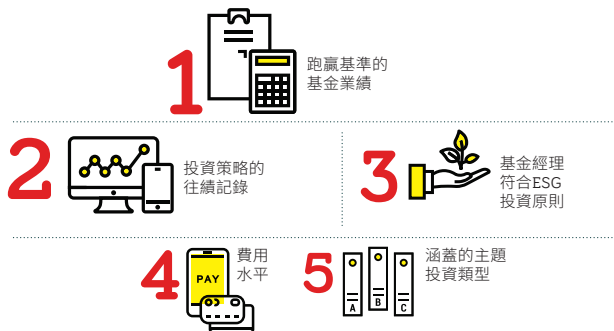 1
跑贏基準的
基金業績
2
投資策略的
往績記錄
3
基金經理
符合ESG
投資原則
4
PAY
費用
水平
5
A
B
C
涵蓋的主題
投資類型